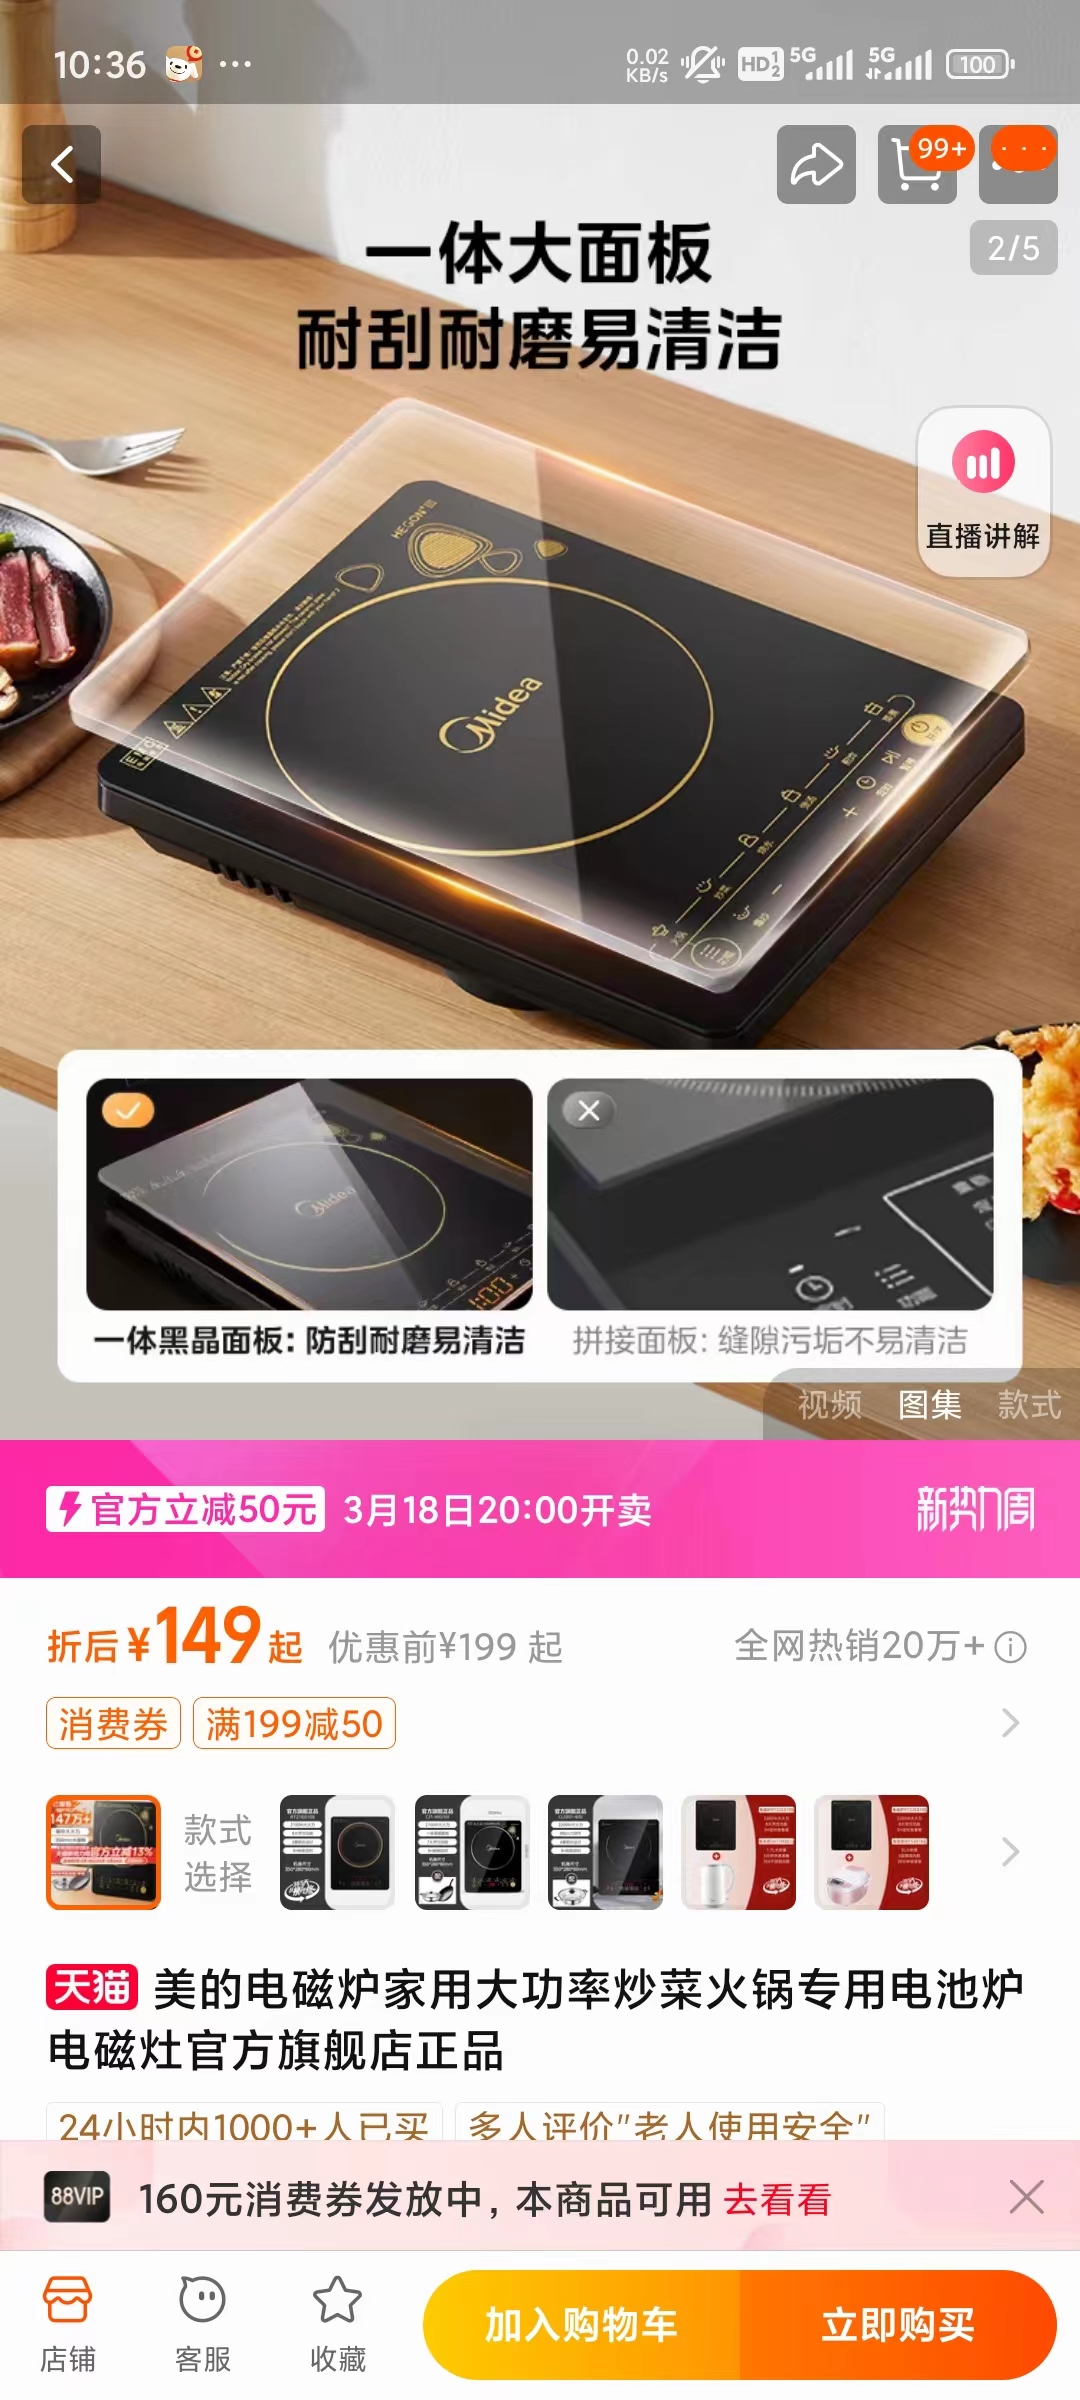 10:36
0.02
KB/s
HD 1 2
5G
5G
100
99+
2/5
一体大面板
耐刮耐磨易清洁
直播讲解
HEGON
Midea
Midea
1:00
功能
一体黑晶面板：防刮耐磨易清洁
拼接面板：缝隙污垢不易清洁
视频 图集 款式
官方立减50元 3月18日20:00开卖
新势力周
折后¥149起 优惠前¥199 起
全网热销20万+
消费券 满199减50
款式
选择
天猫 美的电磁炉家用大功率炒菜火锅专用电池炉
电磁灶官方旗舰店正品
24小时内1000+人已买 多人评价"老人使用安全"
88VIP 160元消费券发放中，本商品可用 去看看
店铺 客服 收藏 加入购物车 立即购买